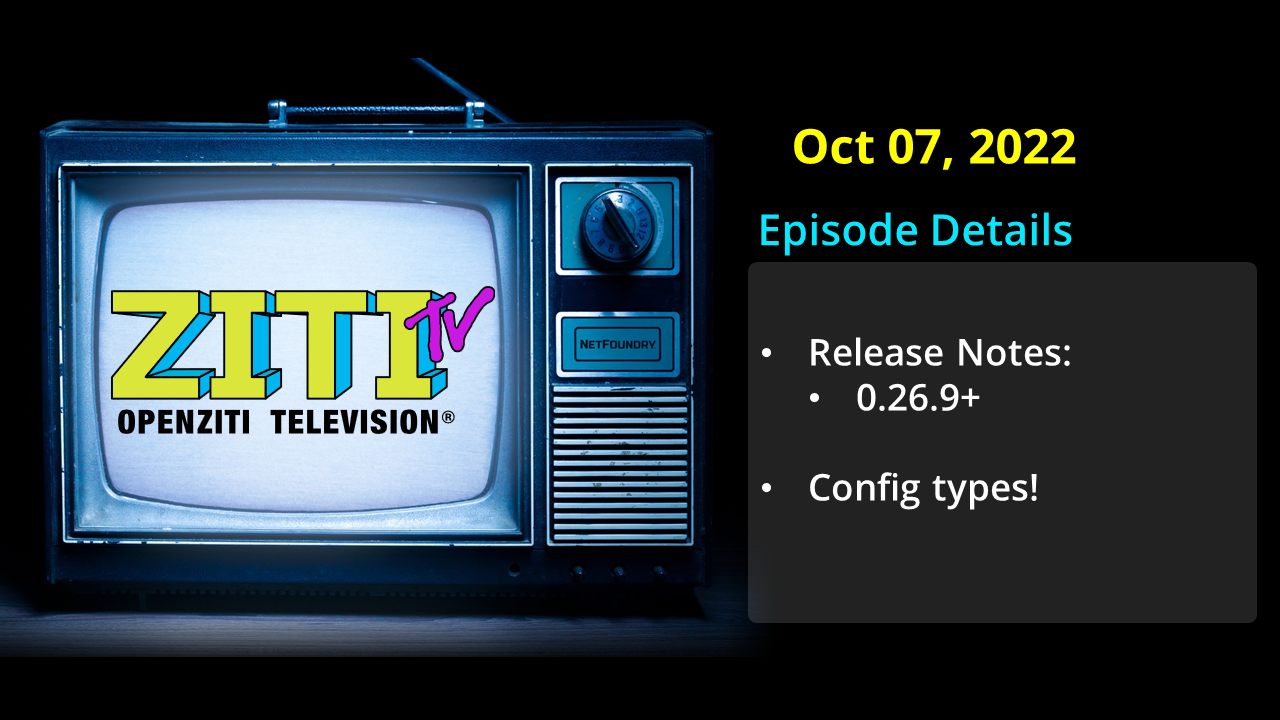 Oct 07, 2022
Episode Details
ZITI TV
OPENZITI TELEVISION®
NETFOUNDRY
• Release Notes:
• 0.26.9+
• Config types!